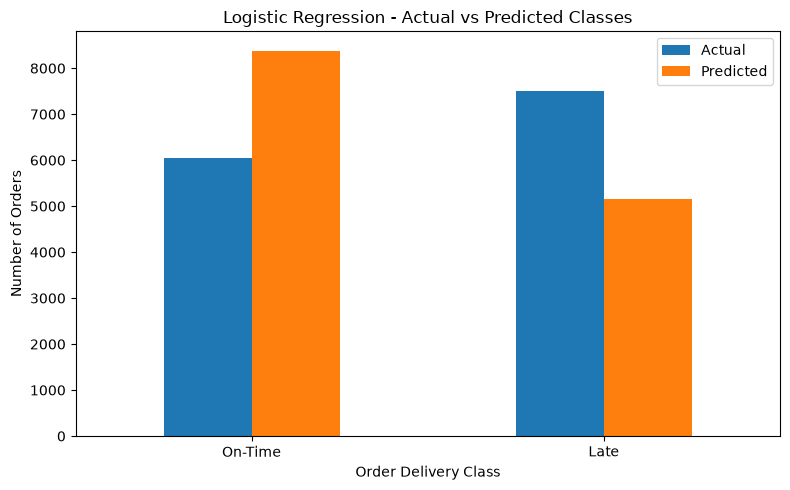 Logistic Regression - Actual vs Predicted Classes
Actual
Predicted
Number of Orders
8000
7000
6000
5000
4000
3000
2000
1000
0
On-Time
Late
Order Delivery Class